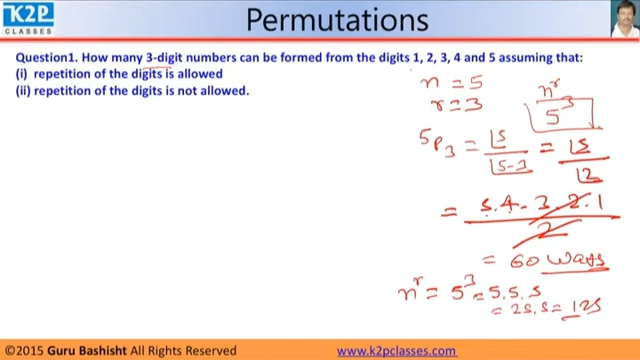 K2P
CLASSES
Permutations
Question1. How many 3-digit numbers can be formed from the digits 1, 2, 3, 4 and 5 assuming that:
(i) repetition of the digits is allowed
(ii) repetition of the digits is not allowed.
n = 5
r = 3
n^r
5^3
5P3 = ⌊5 / ⌊5-3 = ⌊5 / ⌊2
= 5.4.3.2.1 / 2
= 60 ways
n^r = 5^3 = 5.5.5
= 25.5 = 125
©2015 Guru Bashisht All Rights Reserved
www.k2pclasses.com